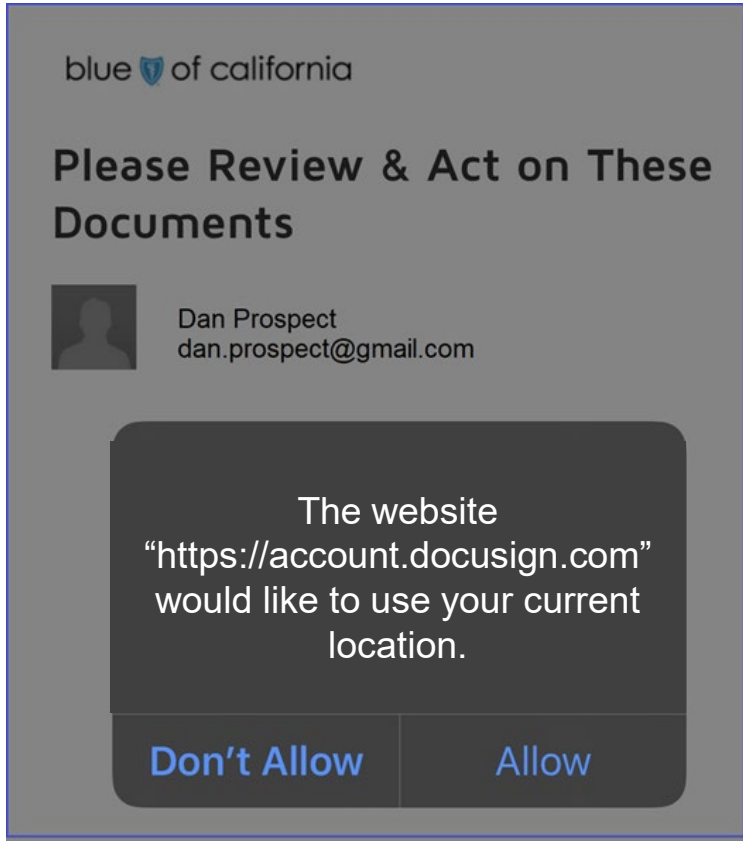 blue of california
Please Review & Act on These
Documents
Dan Prospect
dan.prospect@gmail.com
The website
“https://account.docusign.com”
would like to use your current
location.
Don’t Allow
Allow